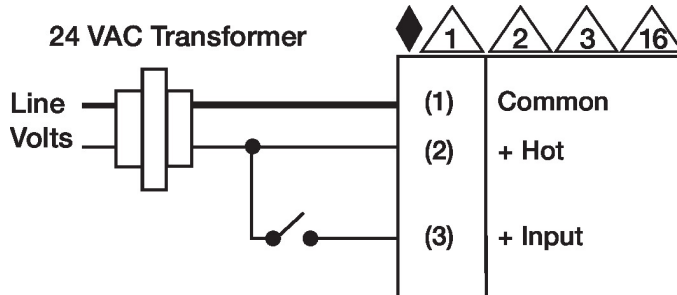 24 VAC Transformer
1 2 3 16
Line
Volts
(1) Common
(2) + Hot
(3) + Input